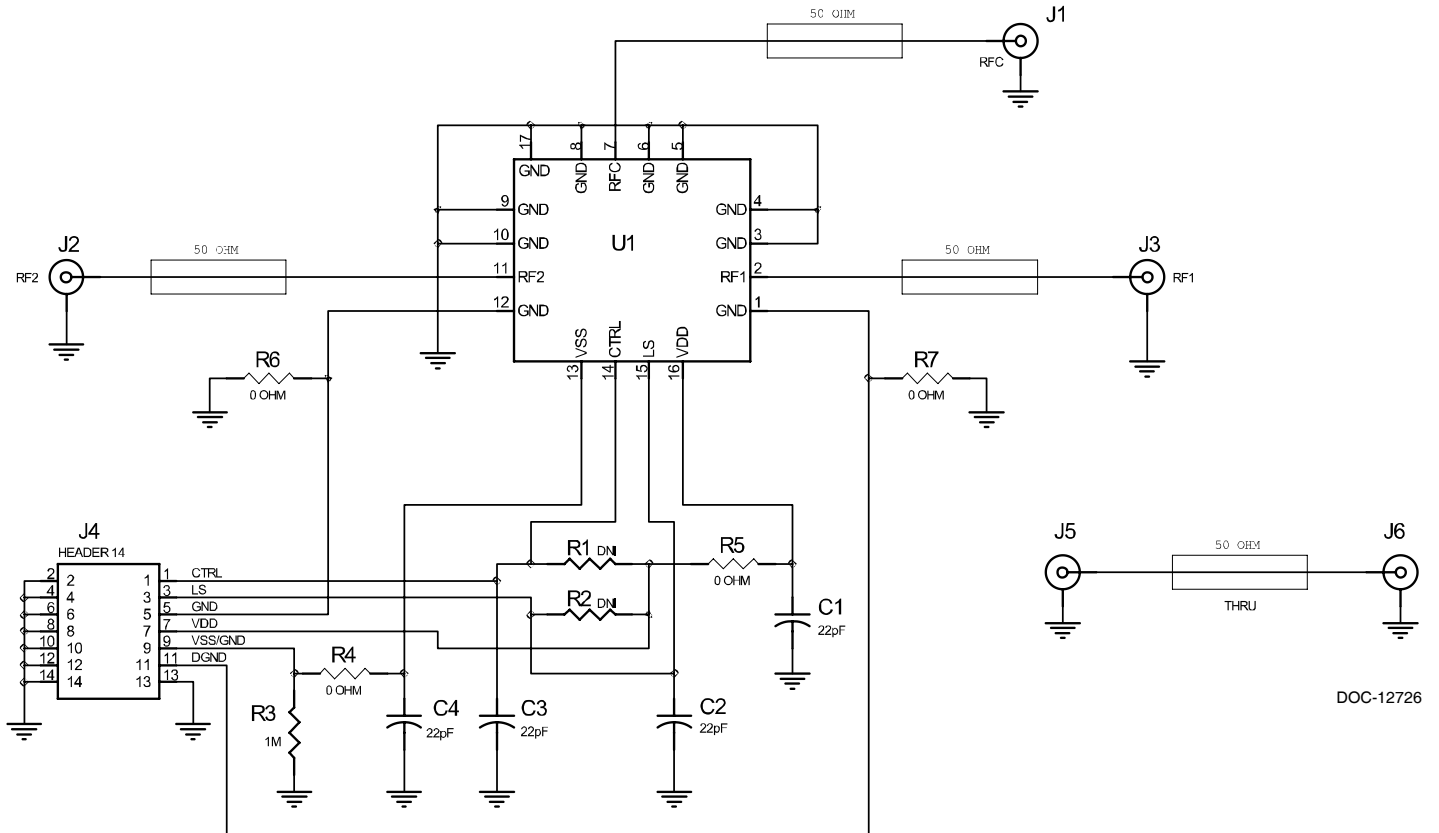 50 OHM
J1
RFC
17
8
7
6
5
GND
GND
RFC
GND
GND
9
GND
GND
4
10
GND
U1
GND
3
J2
50 OHM
50 OHM
J3
RF2
11
RF2
RF1
2
RF1
12
GND
GND
1
VSS
CTRL
LS
VDD
13
14
15
16
R6
0 OHM
R7
0 OHM
J4
HEADER 14
2
2
1
1
CTRL
4
4
3
3
LS
6
6
5
5
GND
8
8
7
7
VDD
10
10
9
9
VSS/GND
12
12
11
11
DGND
14
14
13
13
R1 DNI
R5
0 OHM
R2 DNI
C1
22pF
J5
50 OHM
J6
THRU
R4
0 OHM
R3
1M
C4
22pF
C3
22pF
C2
22pF
DOC-12726